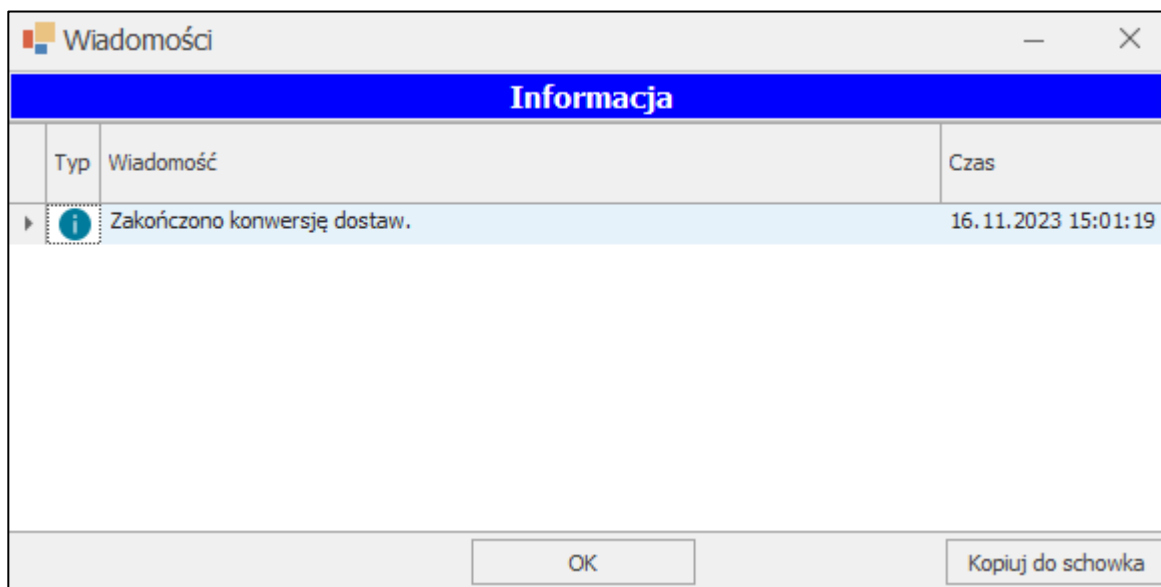 Wiadomości
Informacja
Typ Wiadomość Czas
Zakończono konwersję dostaw. 16.11.2023 15:01:19
OK Kopiuj do schowka